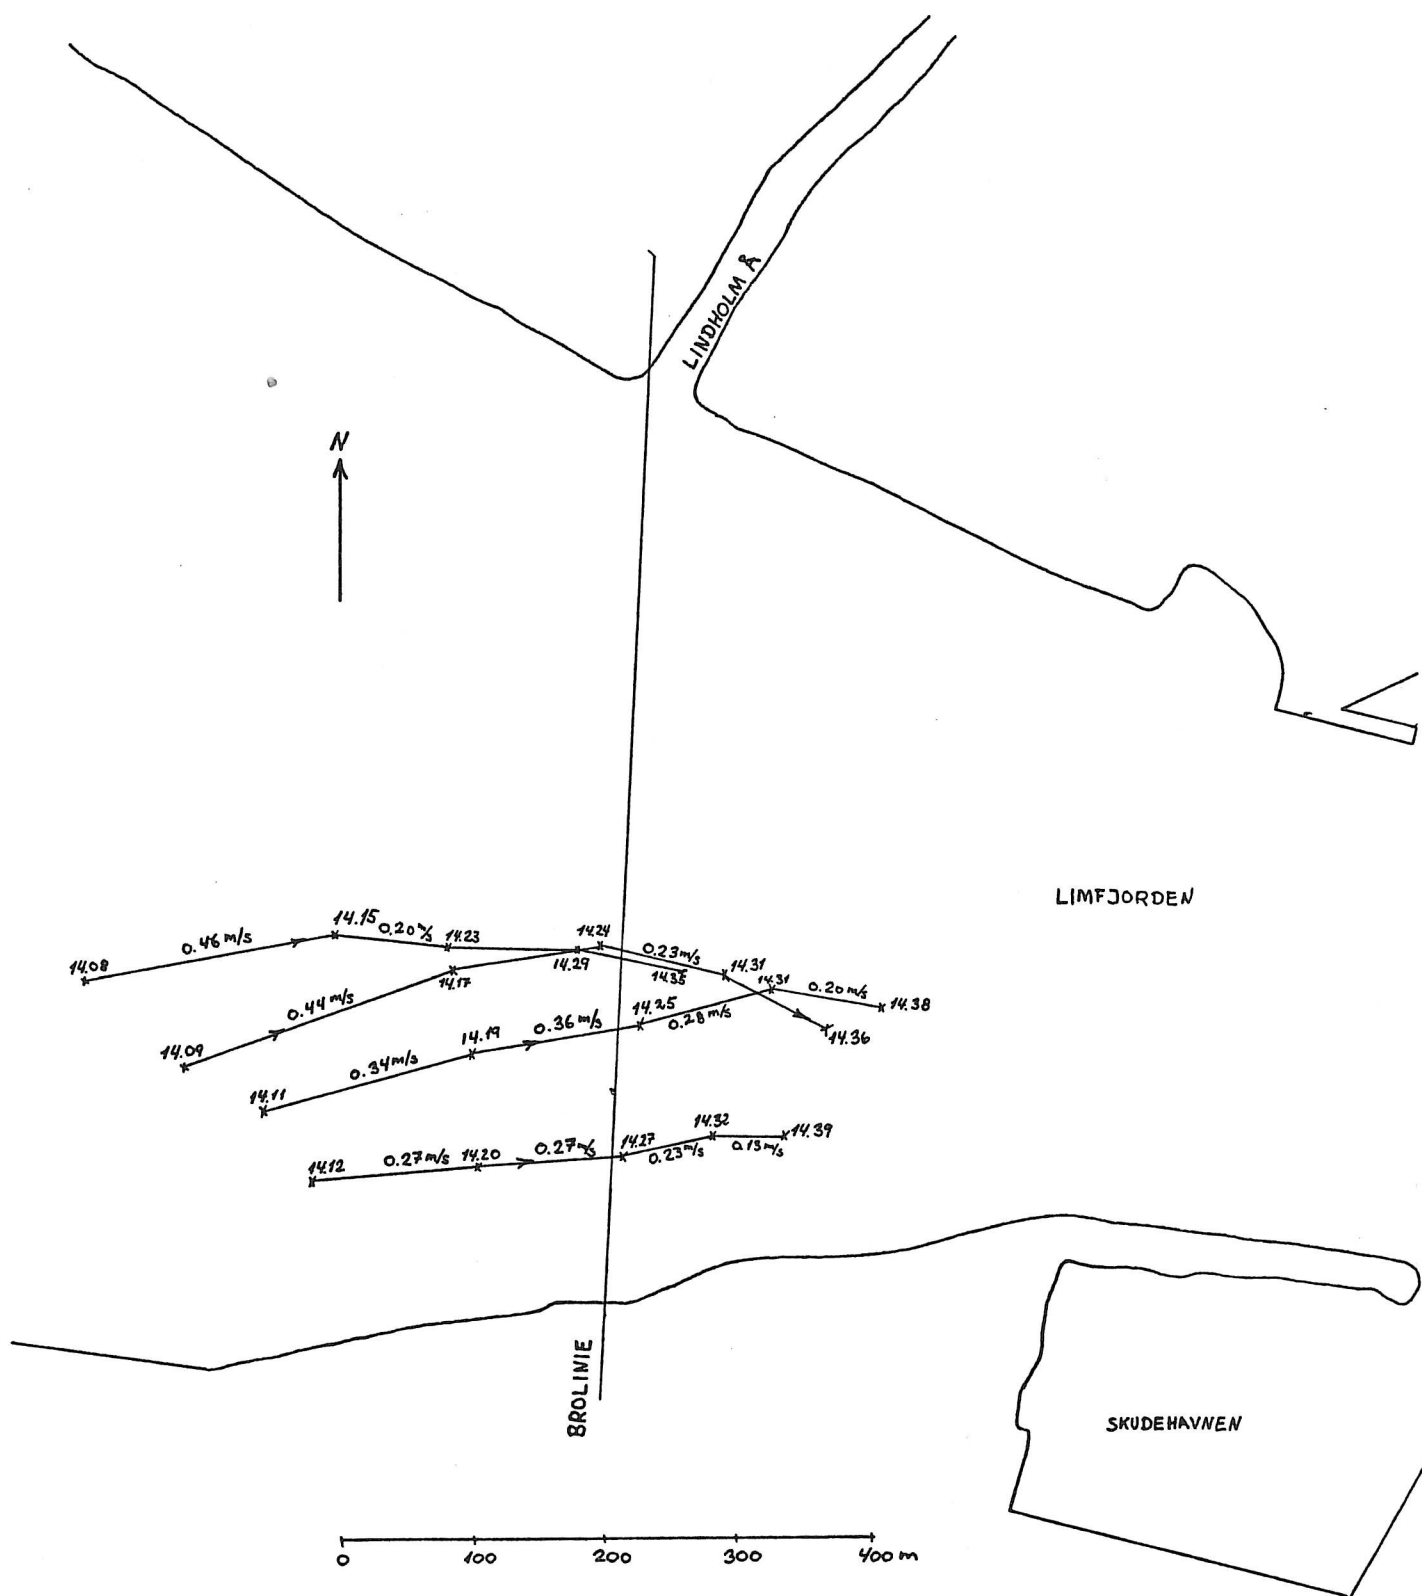 LINDHOLM Å
N
LIMFJORDEN
14.08
0.46 m/s
14.15
0.20 m/s
14.23
14.29
14.35
14.09
0.44 m/s
14.17
14.24
0.23 m/s
14.31
14.36
14.11
0.34 m/s
14.19
0.36 m/s
14.25
0.28 m/s
14.31
0.20 m/s
14.38
14.12
0.27 m/s
14.20
0.27 m/s
14.27
0.23 m/s
14.32
0.13 m/s
14.39
BROLINIE
SKUDEHAVNEN
0 100 200 300 400 m